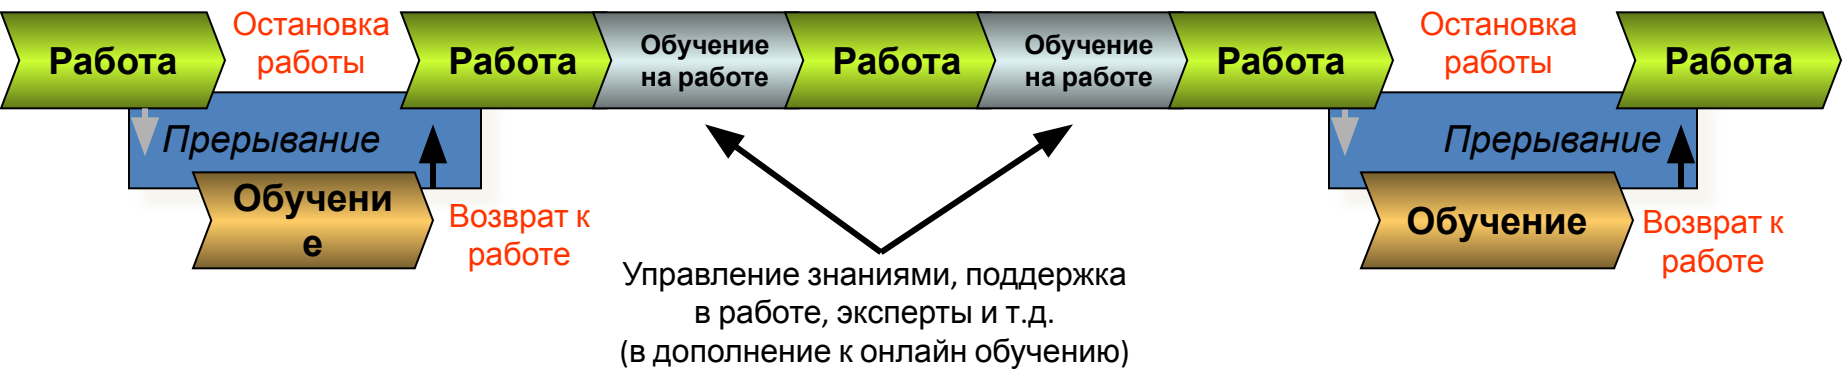 Работа
Остановка
работы
Работа
Обучение
на работе
Работа
Обучение
на работе
Работа
Остановка
работы
Работа
Прерывание
Обучени
е
Возврат к
работе
Управление знаниями, поддержка
в работе, эксперты и т.д.
(в дополнение к онлайн обучению)
Прерывание
Обучение
Возврат к
работе